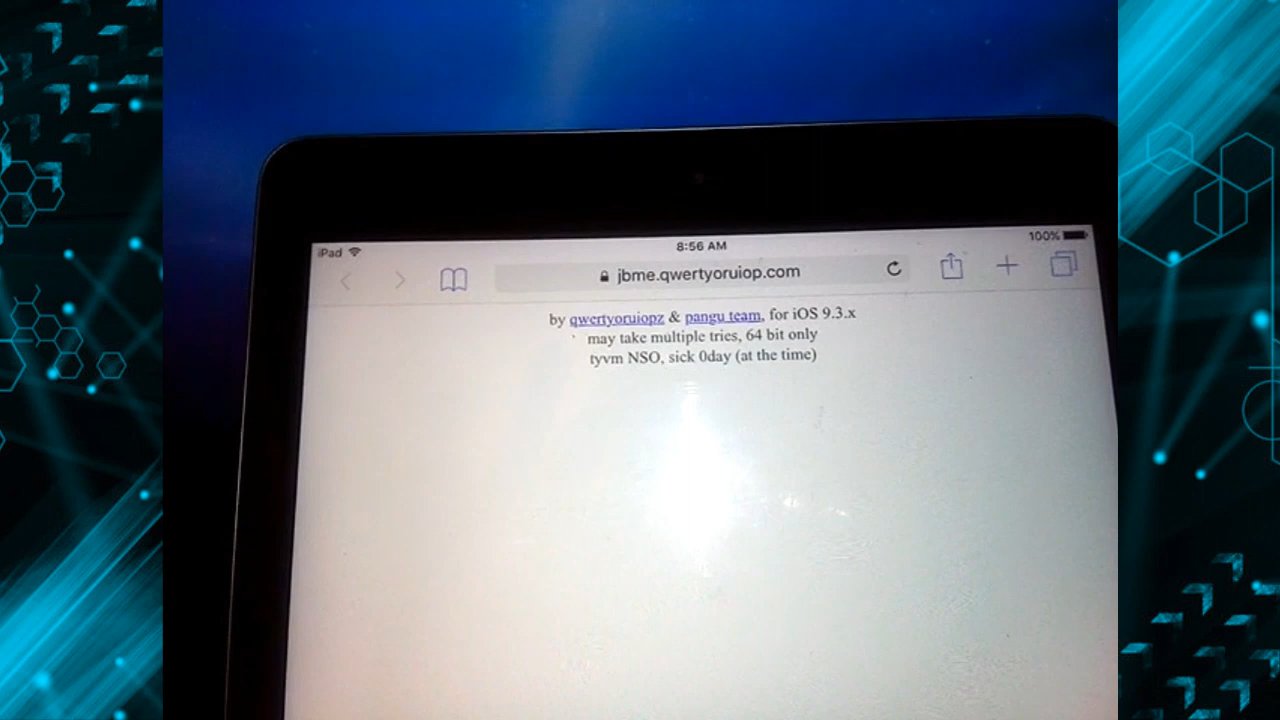 iPad
8:56 AM
100%
jbme.qwertyoruiop.com
by qwertyoruiopz & pangu team, for iOS 9.3.x
may take multiple tries, 64 bit only
tyvm NSO, sick 0day (at the time)